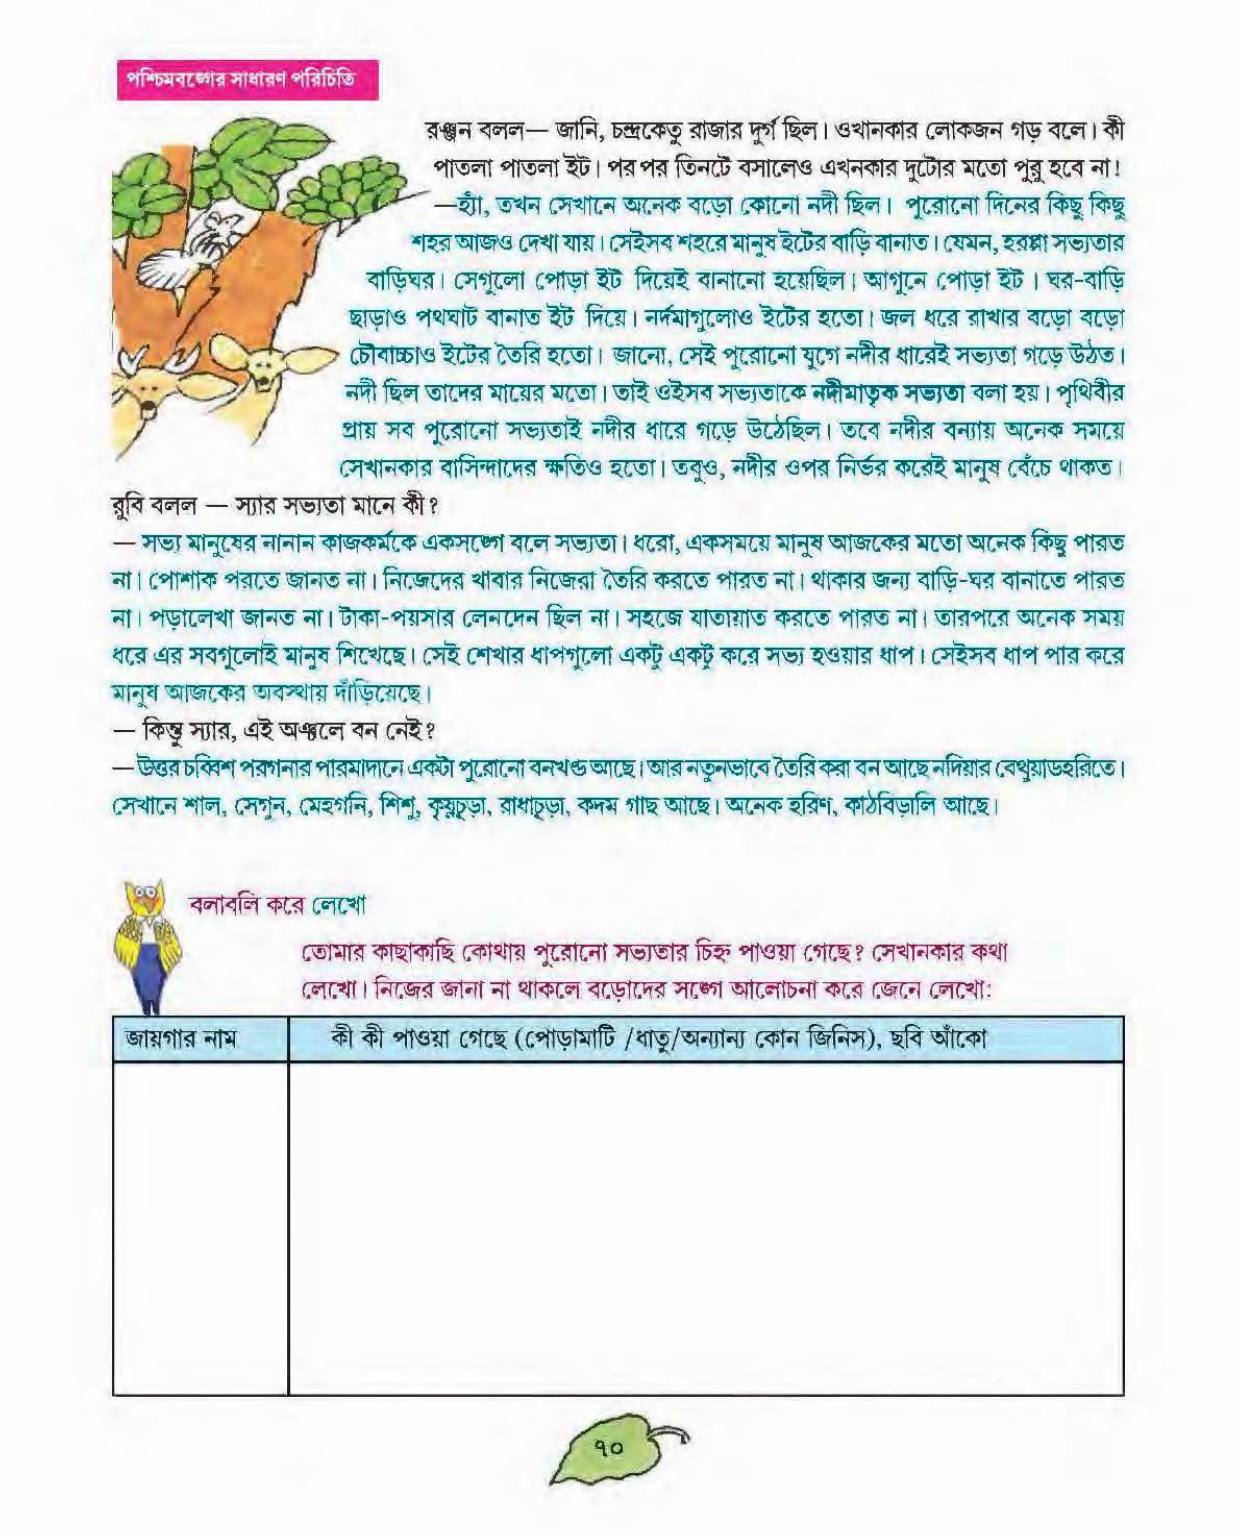 পশ্চিমবঙ্গের সাধারণ পরিচিতি
রঞ্জন বলল— জানি, চন্দ্রকেতু রাজার দুর্গ ছিল। ওখানকার লোকজন গড় বলে। কী
পাতলা পাতলা ইট। পর পর তিনটে বসালেও এখনকার দুটোর মতো পুরু হবে না!
—হ্যাঁ, তখন সেখানে অনেক বড়ো কোনো নদী ছিল। পুরোনো দিনের কিছু কিছু
শহর আজও দেখা যায়। সেইসব শহরে মানুষ ইটের বাড়ি বানাত। যেমন, হরপ্পা সভ্যতার
বাড়িঘর। সেগুলো পোড়া ইট দিয়েই বানানো হয়েছিল। আগুনে পোড়া ইট। ঘর-বাড়ি
ছাড়াও পথঘাট বানাত ইট দিয়ে। নর্দমাগুলোও ইটের হতো। জল ধরে রাখার বড়ো বড়ো
চৌবাচ্চাও ইটের তৈরি হতো। জানো, সেই পুরোনো যুগে নদীর ধারেই সভ্যতা গড়ে উঠত।
নদী ছিল তাদের মায়ের মতো। তাই ওইসব সভ্যতাকে নদীমাতৃক সভ্যতা বলা হয়। পৃথিবীর
প্রায় সব পুরোনো সভ্যতাই নদীর ধারে গড়ে উঠেছিল। তবে নদীর বন্যায় অনেক সময়ে
সেখানকার বাসিন্দাদের ক্ষতিও হতো। তবুও, নদীর ওপর নির্ভর করেই মানুষ বেঁচে থাকত।
রুবি বলল — স্যার সভ্যতা মানে কী?
— সভ্য মানুষের নানান কাজকর্মকে একসঙ্গে বলে সভ্যতা। ধরো, একসময়ে মানুষ আজকের মতো অনেক কিছু পারত
না। পোশাক পরতে জানত না। নিজেদের খাবার নিজেরা তৈরি করতে পারত না। থাকার জন্য বাড়ি-ঘর বানাতে পারত
না। পড়ালেখা জানত না। টাকা-পয়সার লেনদেন ছিল না। সহজে যাতায়াত করতে পারত না। তারপরে অনেক সময়
ধরে এর সবগুলোই মানুষ শিখেছে। সেই শেখার ধাপগুলো একটু একটু করে সভ্য হওয়ার ধাপ। সেইসব ধাপ পার করে
মানুষ আজকের অবস্থায় দাঁড়িয়েছে।
— কিন্তু স্যার, এই অঞ্চলে বন নেই?
—উত্তর চব্বিশ পরগনার পারমাদানে একটা পুরোনো বনখণ্ড আছে। আর নতুনভাবে তৈরি করা বন আছে নদিয়ার বেথুয়াডহরিতে।
সেখানে শাল, সেগুন, মেহগনি, শিশু, কৃষ্ণচূড়া, রাধাচূড়া, কদম গাছ আছে। অনেক হরিণ, কাঠবিড়ালি আছে।
বলাবলি করে লেখো
তোমার কাছাকাছি কোথায় পুরোনো সভ্যতার চিহ্ন পাওয়া গেছে? সেখানকার কথা
লেখো। নিজের জানা না থাকলে বড়োদের সঙ্গে আলোচনা করে জেনে লেখো:
জায়গার নাম
কী কী পাওয়া গেছে (পোড়ামাটি /ধাতু/অন্যান্য কোন জিনিস), ছবি আঁকো
৭০